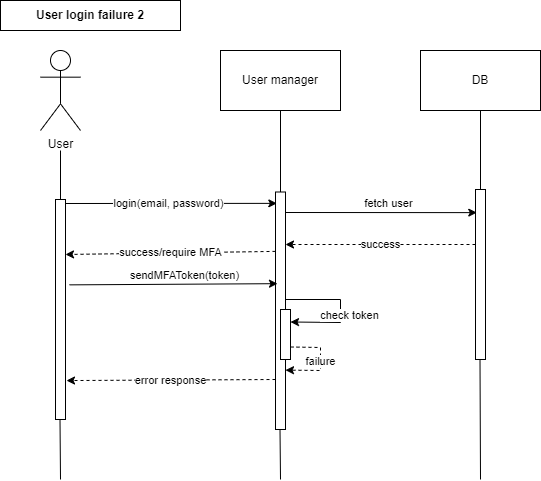 User login failure 2
User manager
DB
User
login(email, password)
fetch user
success
success/require MFA
sendMFAToken(token)
check token
failure
error response